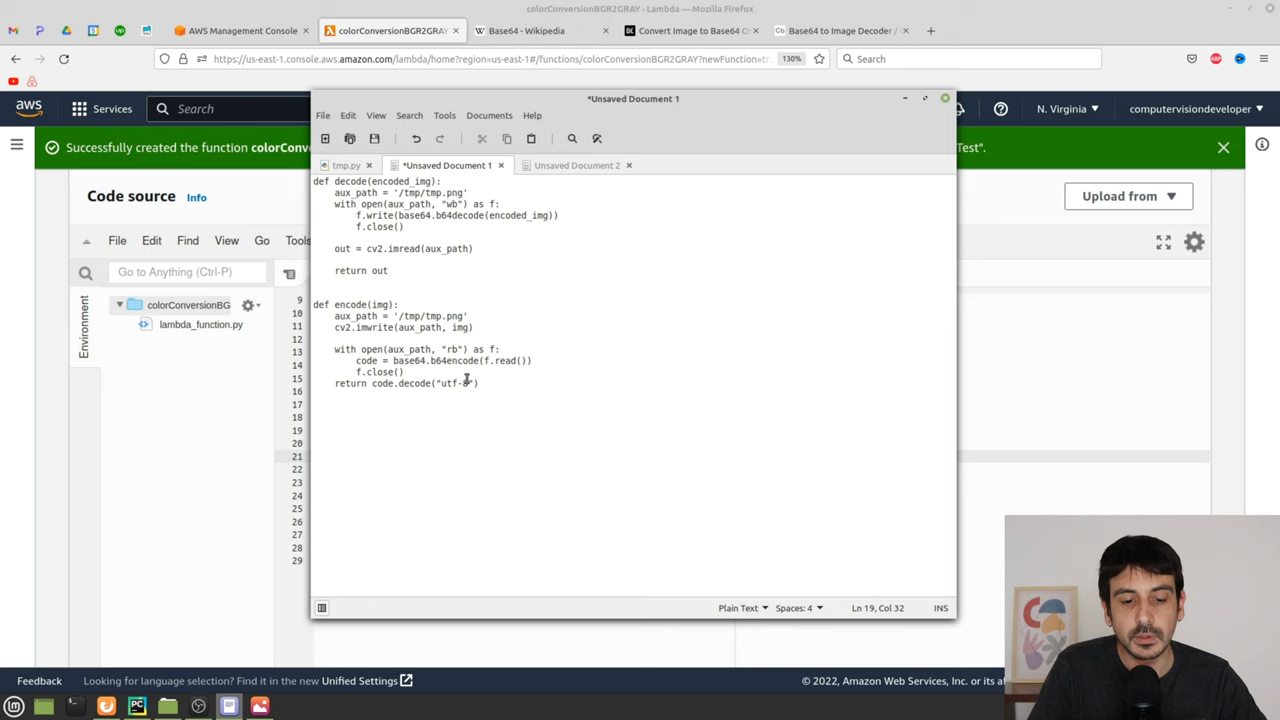 colorConversionBGR2GRAY - Lambda — Mozilla Firefox
AWS Management Console
colorConversionBGR2GRAY
Base64 - Wikipedia
Convert Image to Base64 O
Base64 to Image Decoder /
https://us-east-1.console.aws.amazon.com/lambda/home?region=us-east-1#/functions/colorConversionBGR2GRAY?newFunction=tr
130%
Search
aws
Services
Search
N. Virginia
computervisiondeveloper
Successfully created the function colorConver
Test".
Code source
Info
Upload from
File Edit Find View Go Tools
Go to Anything (Ctrl-P)
Environment
colorConversionBG
lambda_function.py
9
10
11
12
13
14
15
16
17
18
19
20
21
22
23
24
25
26
27
28
29
*Unsaved Document 1
File Edit View Search Tools Documents Help
tmp.py
*Unsaved Document 1
Unsaved Document 2
def decode(encoded_img):
aux_path = '/tmp/tmp.png'
with open(aux_path, "wb") as f:
f.write(base64.b64decode(encoded_img))
f.close()
out = cv2.imread(aux_path)
return out
def encode(img):
aux_path = '/tmp/tmp.png'
cv2.imwrite(aux_path, img)
with open(aux_path, "rb") as f:
code = base64.b64encode(f.read())
f.close()
return code.decode("utf-8")
Plain Text
Spaces: 4
Ln 19, Col 32
INS
Feedback
Looking for language selection? Find it in the new Unified Settings
© 2022, Amazon Web Services, Inc. or its a